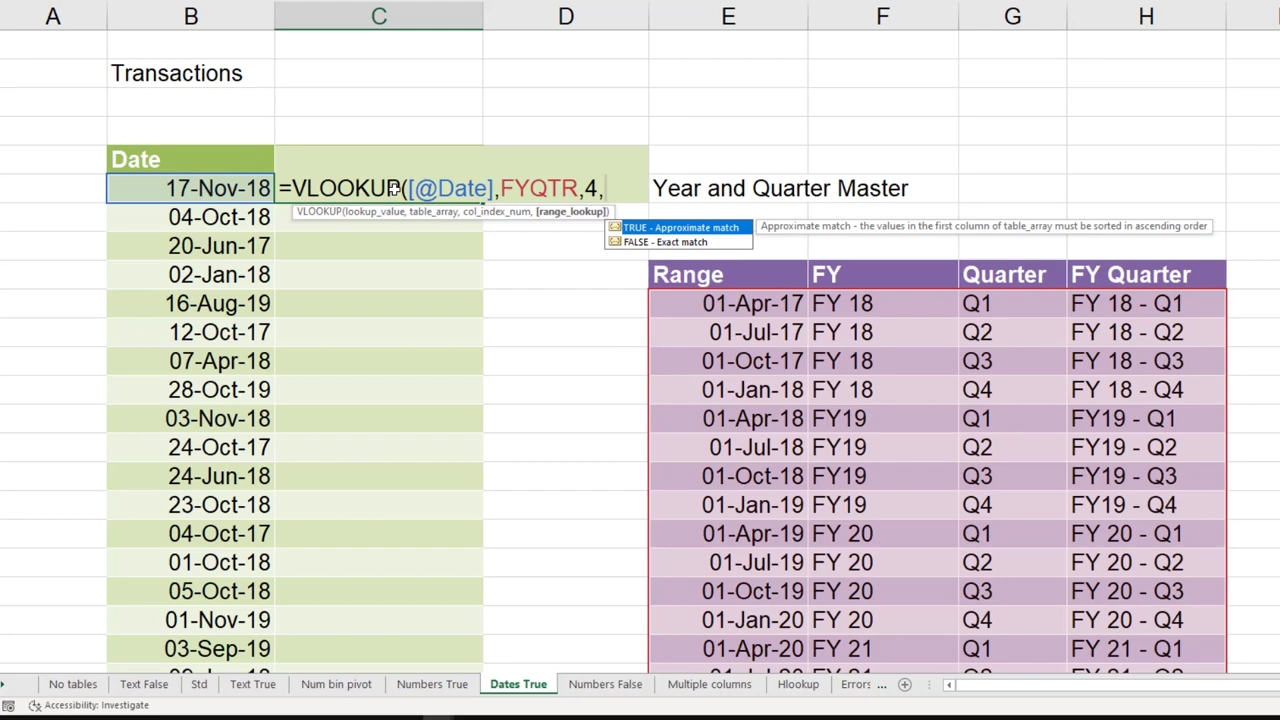 A B C D E F G H
Transactions
Date
17-Nov-18 =VLOOKUP([@Date],FYQTR,4, Year and Quarter Master
04-Oct-18 VLOOKUP(lookup_value, table_array, col_index_num, [range_lookup])
TRUE - Approximate match Approximate match - the values in the first column of table_array must be sorted in ascending order
20-Jun-17 FALSE - Exact match
02-Jan-18 Range FY Quarter FY Quarter
16-Aug-19 01-Apr-17 FY 18 Q1 FY 18 - Q1
12-Oct-17 01-Jul-17 FY 18 Q2 FY 18 - Q2
07-Apr-18 01-Oct-17 FY 18 Q3 FY 18 - Q3
28-Oct-19 01-Jan-18 FY 18 Q4 FY 18 - Q4
03-Nov-18 01-Apr-18 FY19 Q1 FY19 - Q1
24-Oct-17 01-Jul-18 FY19 Q2 FY19 - Q2
24-Jun-18 01-Oct-18 FY19 Q3 FY19 - Q3
23-Oct-18 01-Jan-19 FY19 Q4 FY19 - Q4
04-Oct-17 01-Apr-19 FY 20 Q1 FY 20 - Q1
01-Oct-18 01-Jul-19 FY 20 Q2 FY 20 - Q2
05-Oct-18 01-Oct-19 FY 20 Q3 FY 20 - Q3
01-Nov-19 01-Jan-20 FY 20 Q4 FY 20 - Q4
03-Sep-19 01-Apr-20 FY 21 Q1 FY 21 - Q1
No tables Text False Std Text True Num bin pivot Numbers True Dates True Numbers False Multiple columns Hlookup Errors ...
Accessibility: Investigate